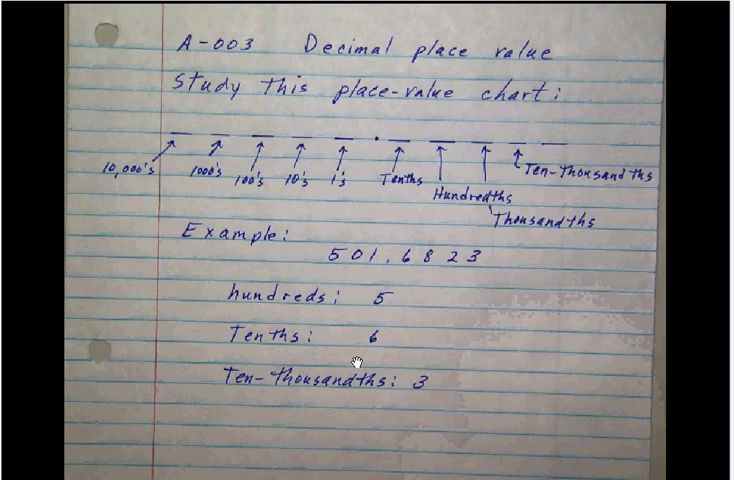 A-003 Decimal place value
Study this place-value chart:
10,000's 1000's 100's 10's 1's . Tenths Hundredths Thousandths Ten-Thousandths
Example:
501.6823
hundreds: 5
Tenths: 6
Ten-Thousandths: 3